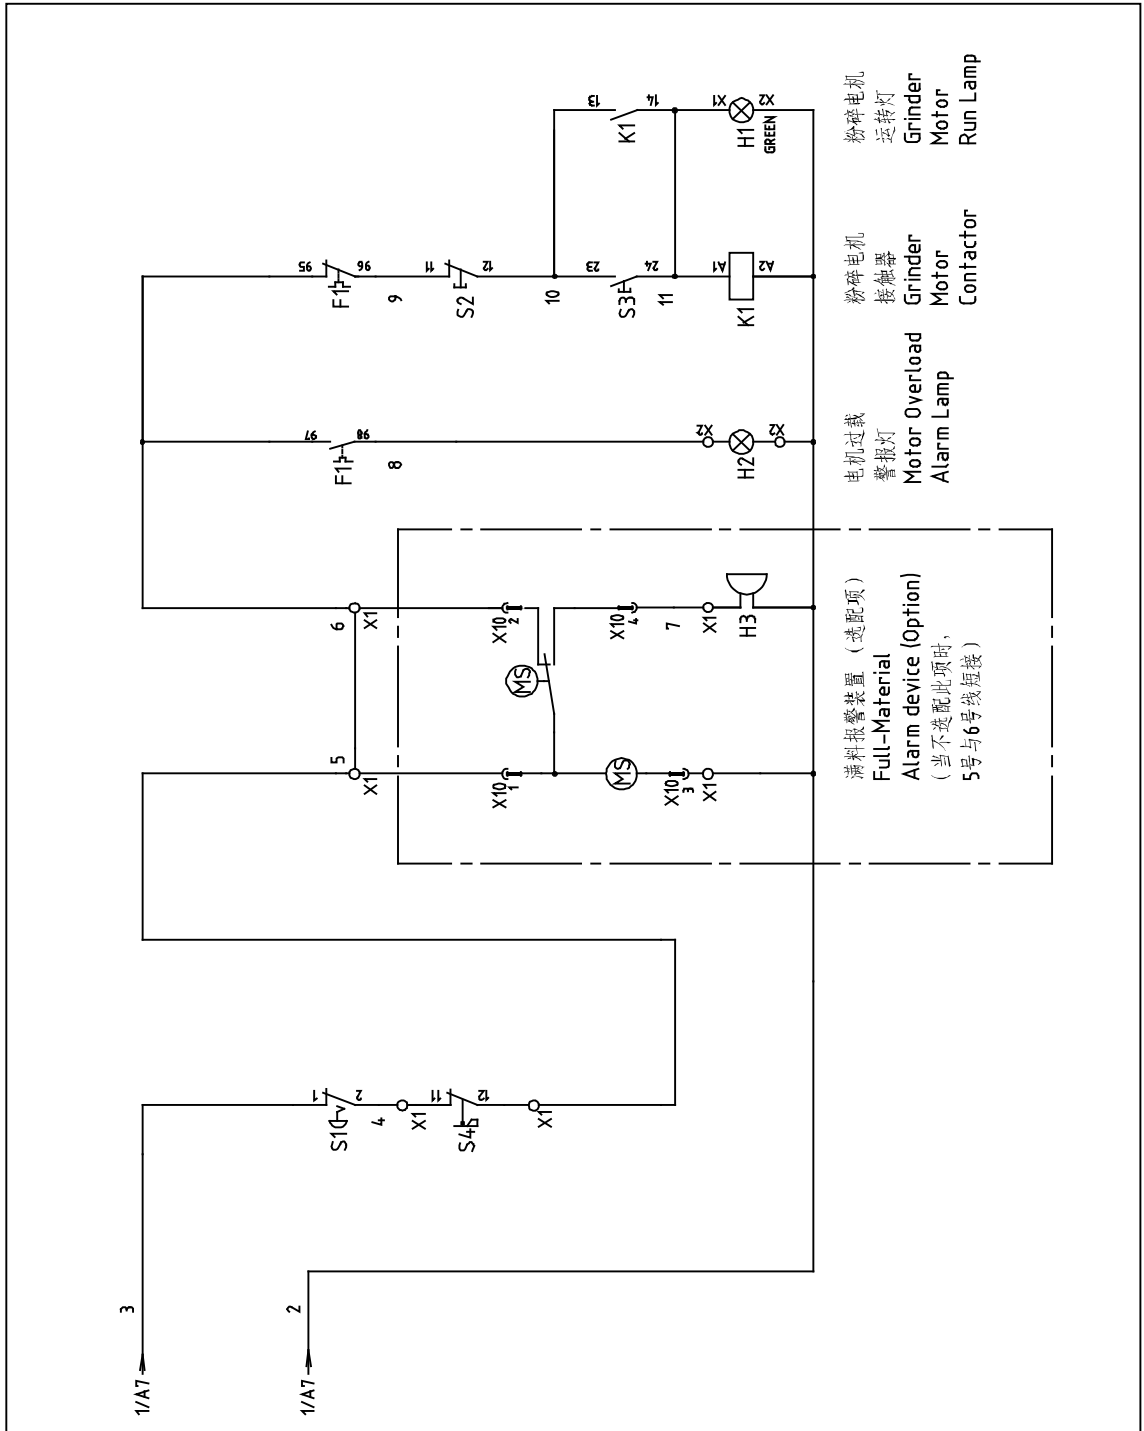 1/A7
3
1/A7
2
S10
1
2
4
X1
S4
11
12
X1
5
X1
6
X1
X10
1
MS
X10
3
X1
MS
X10
2
X10
4
7
X1
H3
满料报警装置（选配项）
Full-Material
Alarm device (Option)
（当不选配此项时，
5号与6号线短接）
F1
97
98
8
X2
H2
X2
电机过载
警报灯
Motor Overload
Alarm Lamp
F1
95
96
9
S2
11
12
10
S3
23
24
11
A1
K1
A2
粉碎电机
接触器
Grinder
Motor
Contactor
13
K1
14
X1
H1
GREEN
X2
粉碎电机
运转灯
Grinder
Motor
Run Lamp